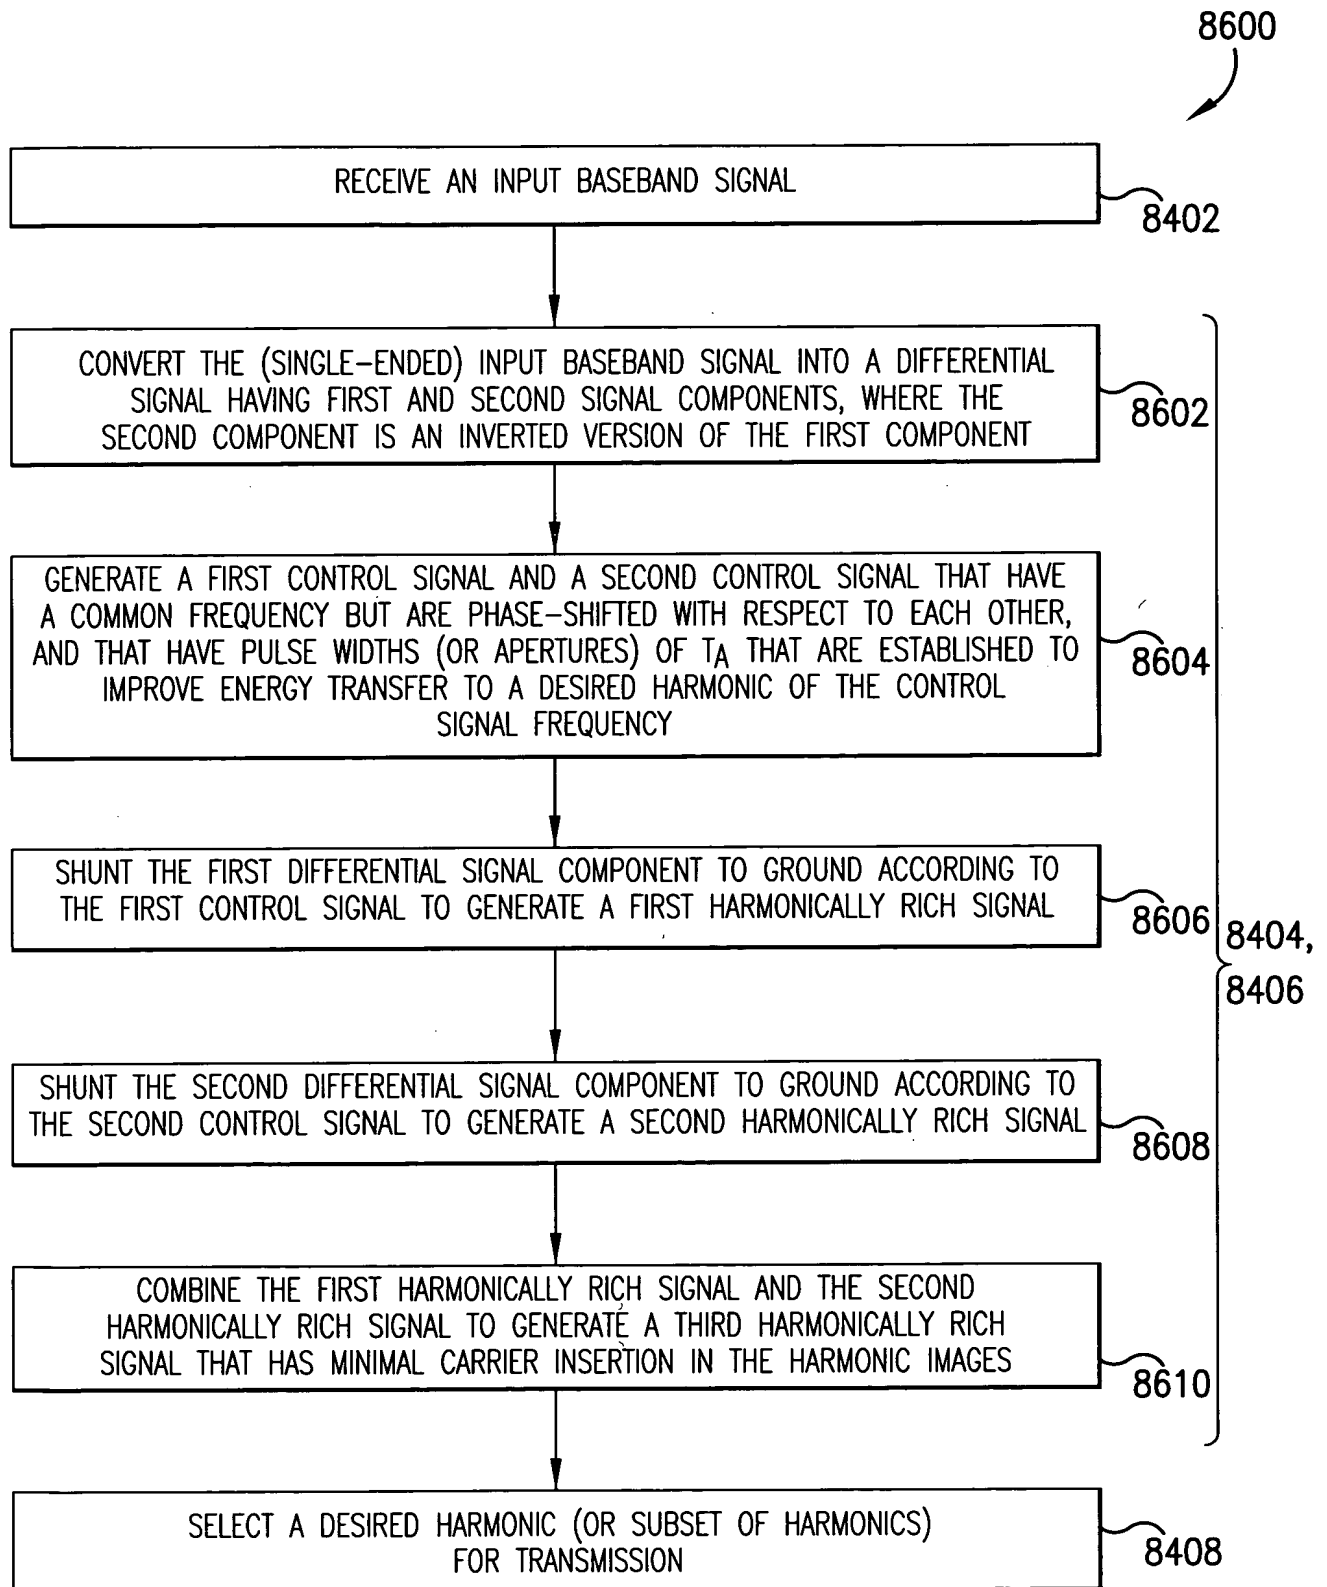 8600
RECEIVE AN INPUT BASEBAND SIGNAL
8402
CONVERT THE (SINGLE-ENDED) INPUT BASEBAND SIGNAL INTO A DIFFERENTIAL
SIGNAL HAVING FIRST AND SECOND SIGNAL COMPONENTS, WHERE THE
SECOND COMPONENT IS AN INVERTED VERSION OF THE FIRST COMPONENT
8602
GENERATE A FIRST CONTROL SIGNAL AND A SECOND CONTROL SIGNAL THAT HAVE
A COMMON FREQUENCY BUT ARE PHASE-SHIFTED WITH RESPECT TO EACH OTHER,
AND THAT HAVE PULSE WIDTHS (OR APERTURES) OF TA THAT ARE ESTABLISHED TO
IMPROVE ENERGY TRANSFER TO A DESIRED HARMONIC OF THE CONTROL
SIGNAL FREQUENCY
8604
SHUNT THE FIRST DIFFERENTIAL SIGNAL COMPONENT TO GROUND ACCORDING TO
THE FIRST CONTROL SIGNAL TO GENERATE A FIRST HARMONICALLY RICH SIGNAL
8606
8404,
8406
SHUNT THE SECOND DIFFERENTIAL SIGNAL COMPONENT TO GROUND ACCORDING TO
THE SECOND CONTROL SIGNAL TO GENERATE A SECOND HARMONICALLY RICH SIGNAL
8608
COMBINE THE FIRST HARMONICALLY RICH SIGNAL AND THE SECOND
HARMONICALLY RICH SIGNAL TO GENERATE A THIRD HARMONICALLY RICH
SIGNAL THAT HAS MINIMAL CARRIER INSERTION IN THE HARMONIC IMAGES
8610
SELECT A DESIRED HARMONIC (OR SUBSET OF HARMONICS)
FOR TRANSMISSION
8408